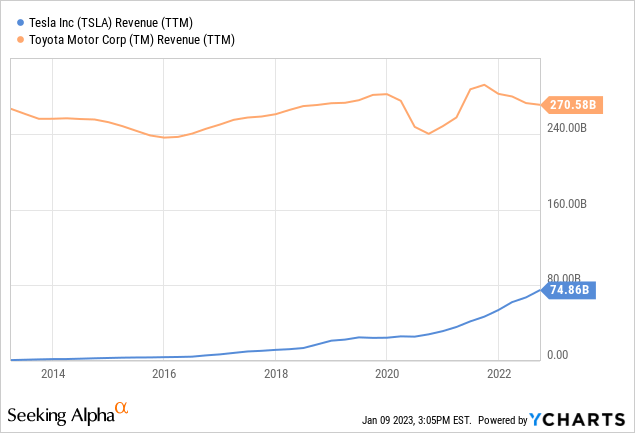 Tesla Inc (TSLA) Revenue (TTM)
Toyota Motor Corp (TM) Revenue (TTM)
270.58B
240.00B
160.00B
80.00B
74.86B
0.00
2014 2016 2018 2020 2022
Seeking Alpha α
Jan 09 2023, 3:05PM EST. Powered by YCHARTS